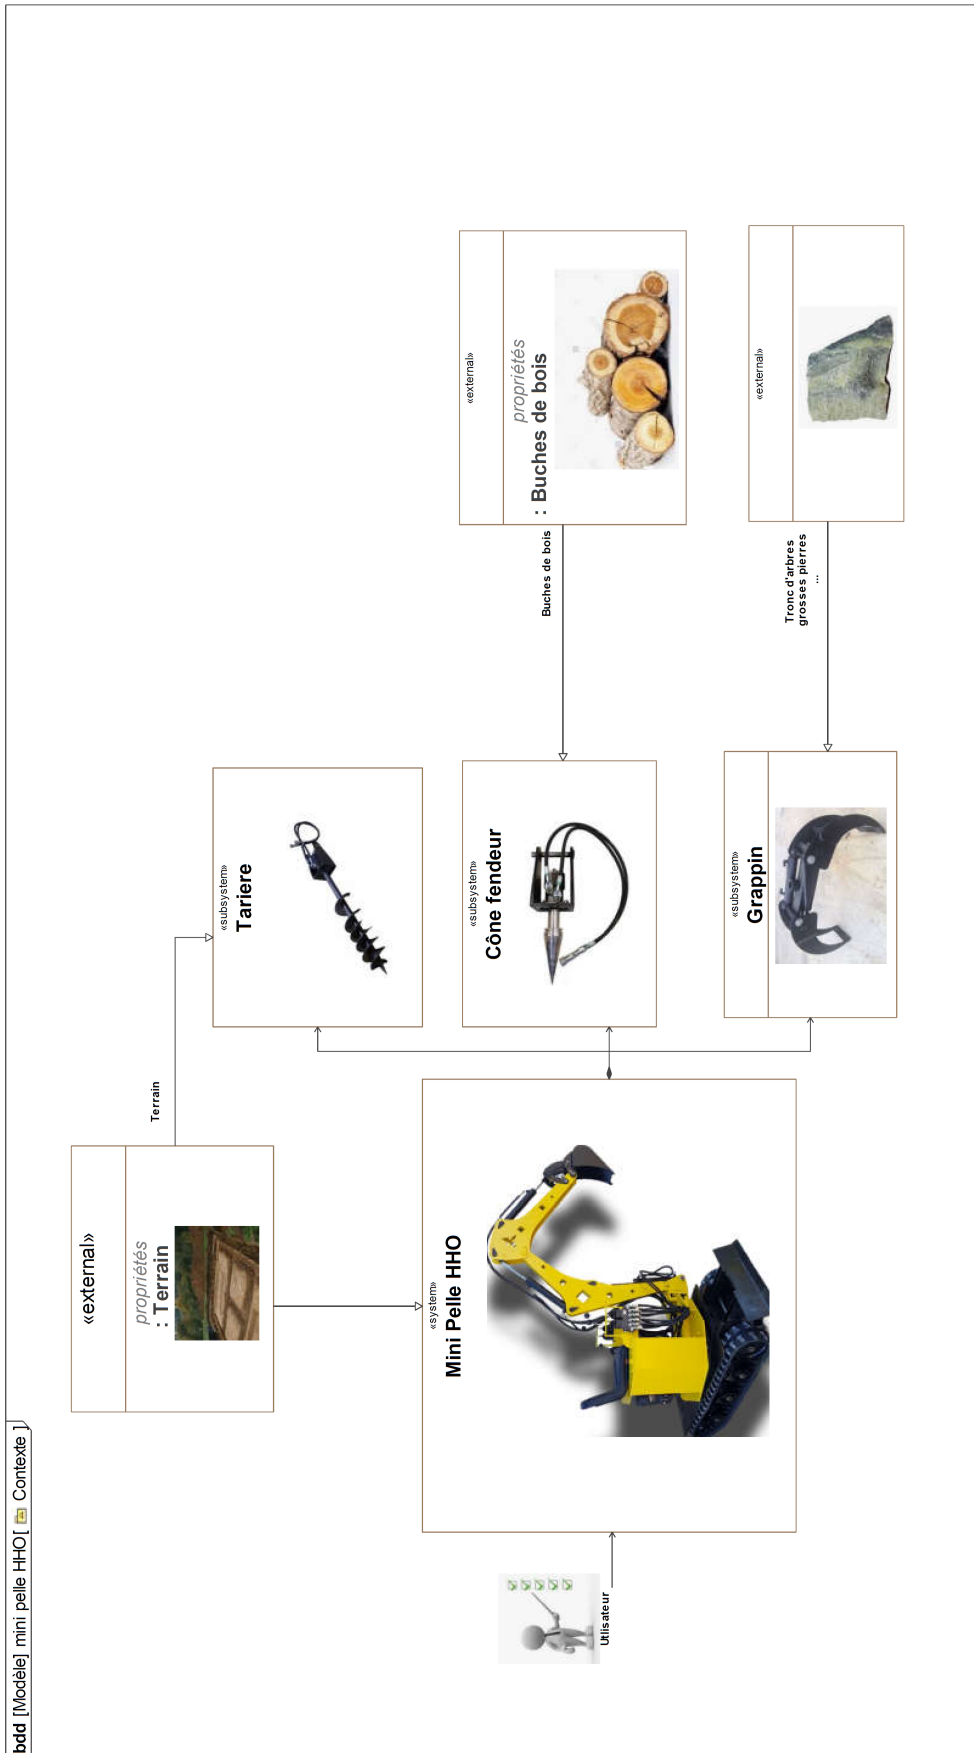 bdd [Modèle] mini pelle HHO[ Contexte ]
«external»
propriétés
: Terrain
Terrain
«subsystem»
Tariere
«external»
propriétés
: Buches de bois
Buches de bois
«subsystem»
Cône fendeur
«external»
Tronc d'arbres
grosses pierres
...
«subsystem»
Grappin
«system»
Mini Pelle HHO
Utlisateur